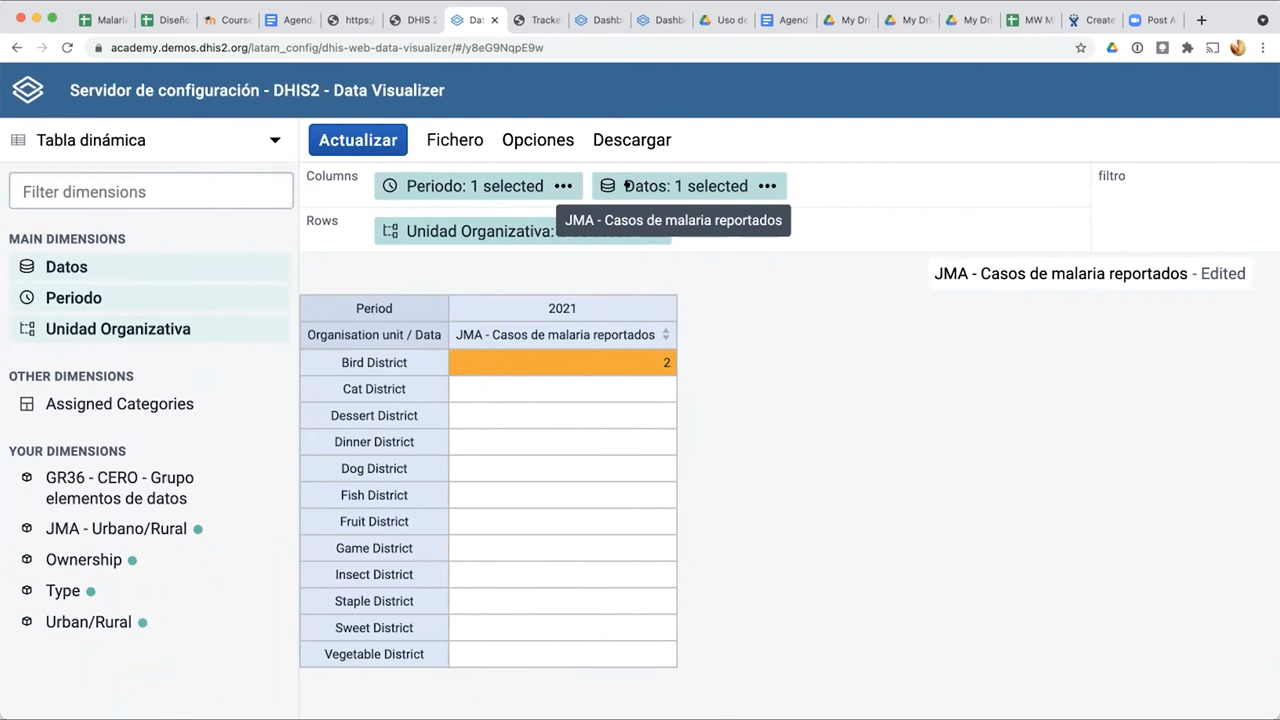 Malari
Diseño
Course
Agend
https:/
DHIS 2
Dat
Tracke
Dashb
Dashb
Uso de
Agend
My Dri
My Dri
My Dri
MW M
Create
Post A
academy.demos.dhis2.org/latam_config/dhis-web-data-visualizer/#/y8eG9NqpE9w
Servidor de configuración - DHIS2 - Data Visualizer
Tabla dinámica
Actualizar Fichero Opciones Descargar
Filter dimensions
MAIN DIMENSIONS
Datos
Periodo
Unidad Organizativa
OTHER DIMENSIONS
Assigned Categories
YOUR DIMENSIONS
GR36 - CERO - Grupo
elementos de datos
JMA - Urbano/Rural
Ownership
Type
Urban/Rural
Columns Periodo: 1 selected Datos: 1 selected
filtro
Rows Unidad Organizativa:
JMA - Casos de malaria reportados
JMA - Casos de malaria reportados - Edited
Period 2021
Organisation unit / Data JMA - Casos de malaria reportados
Bird District 2
Cat District
Dessert District
Dinner District
Dog District
Fish District
Fruit District
Game District
Insect District
Staple District
Sweet District
Vegetable District